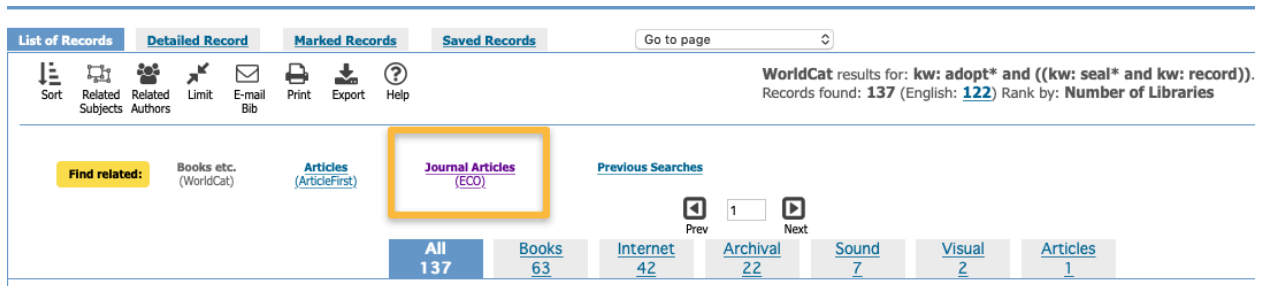 List of Records Detailed Record Marked Records Saved Records Go to page
Sort Related Subjects Related Authors Limit E-mail Bib Print Export Help
WorldCat results for: kw: adopt* and ((kw: seal* and kw: record)).
Records found: 137 (English: 122) Rank by: Number of Libraries
Find related: Books etc. (WorldCat) Articles (ArticleFirst) Journal Articles (ECO) Previous Searches
Prev 1 Next
All Books Internet Archival Sound Visual Articles
137 63 42 22 7 2 1